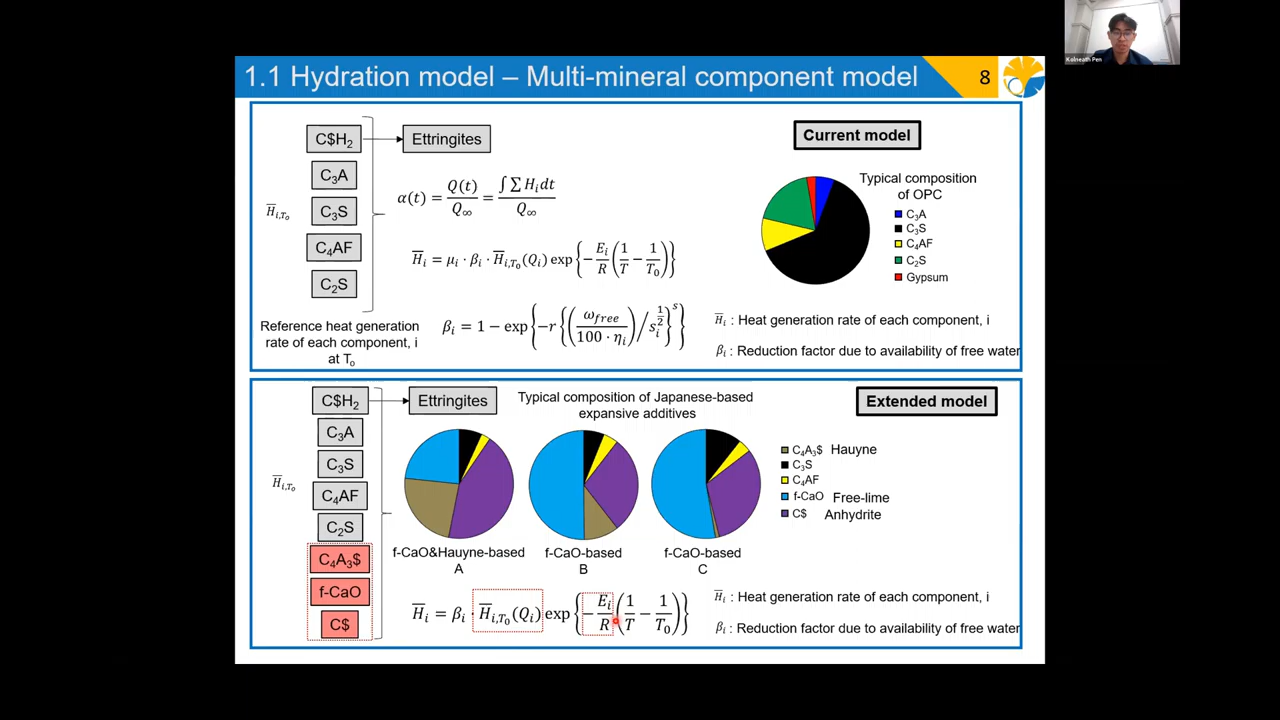 Kolneath Pen
1.1 Hydration model – Multi-mineral component model
8
C$H₂
Ettringites
C₃A
C₃S
C₄AF
C₂S
H̅ᵢ,T₀
Reference heat generation
rate of each component, i
at T₀
α(t) = Q(t)/Q∞ = ∫ ∑ Hᵢdt / Q∞
H̅ᵢ = μᵢ · βᵢ · H̅ᵢ,T₀(Qᵢ) exp{−Eᵢ/R (1/T − 1/T₀)}
βᵢ = 1 − exp{−r {(ω_free / 100 · ηᵢ) / sᵢ^(1/2)}^s}
Current model
Typical composition
of OPC
C₃A
C₃S
C₄AF
C₂S
Gypsum
H̅ᵢ : Heat generation rate of each component, i
βᵢ : Reduction factor due to availability of free water
C$H₂
Ettringites
C₃A
C₃S
C₄AF
C₂S
C₄A₃$
f-CaO
C$
H̅ᵢ,T₀
Typical composition of Japanese-based
expansive additives
Extended model
f-CaO&Hauyne-based
A
f-CaO-based
B
f-CaO-based
C
C₄A₃$ Hauyne
C₃S
C₄AF
f-CaO Free-lime
C$ Anhydrite
H̅ᵢ = βᵢ · H̅ᵢ,T₀(Qᵢ) exp{−Eᵢ/R (1/T − 1/T₀)}
H̅ᵢ : Heat generation rate of each component, i
βᵢ : Reduction factor due to availability of free water